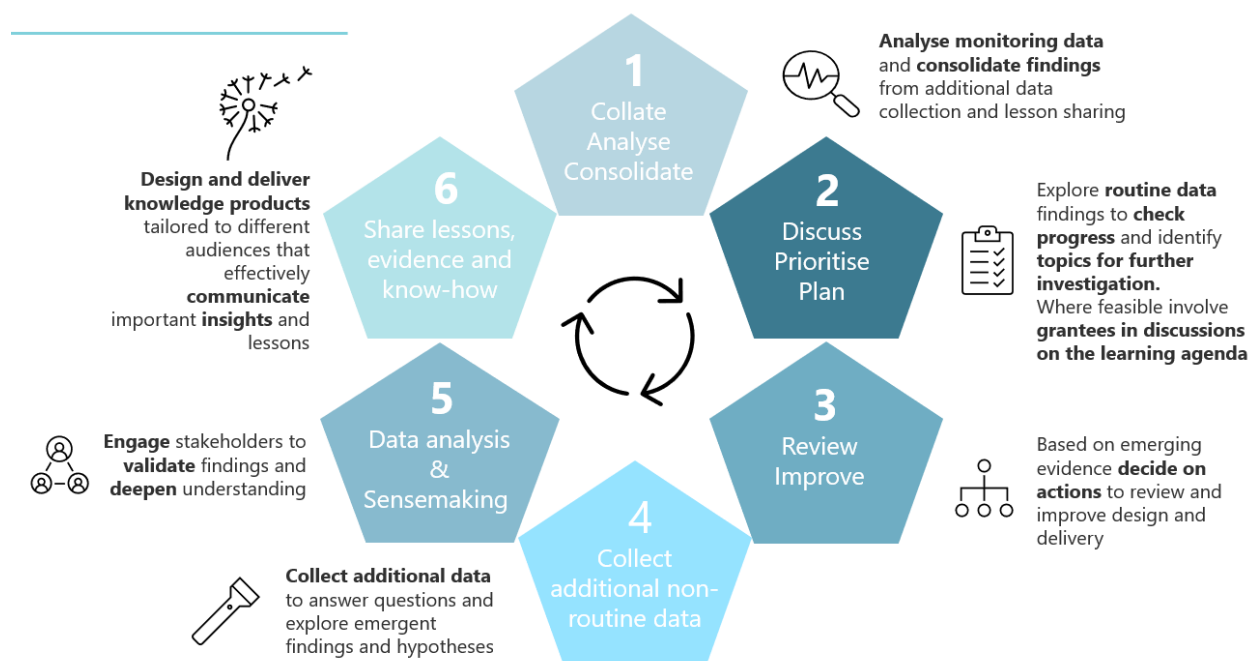 1
Collate
Analyse
Consolidate
Analyse monitoring data
and consolidate findings
from additional data
collection and lesson sharing
2
Discuss
Prioritise
Plan
Explore routine data
findings to check
progress and identify
topics for further
investigation.
Where feasible involve
grantees in discussions
on the learning agenda
3
Review
Improve
Based on emerging
evidence decide on
actions to review and
improve design and
delivery
4
Collect
additional non-
routine data
Collect additional data
to answer questions and
explore emergent
findings and hypotheses
5
Data analysis
&
Sensemaking
Engage stakeholders to
validate findings and
deepen understanding
6
Share lessons,
evidence and
know-how
Design and deliver
knowledge products
tailored to different
audiences that
effectively
communicate
important insights and
lessons